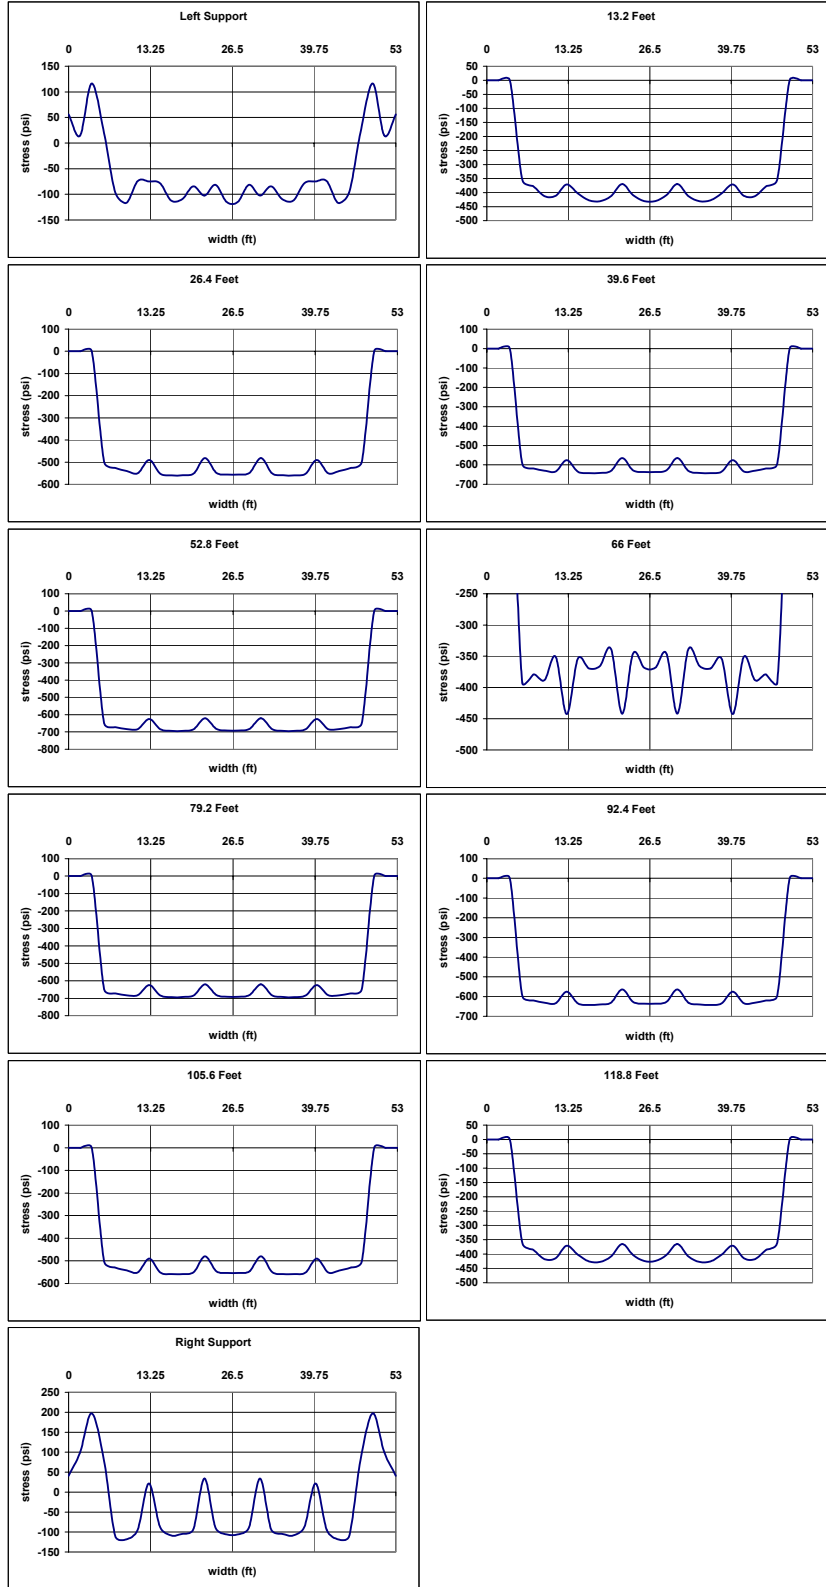 Left Support
0 13.25 26.5 39.75 53
150
100
50
0
-50
-100
-150
stress (psi)
width (ft)
13.2 Feet
0 13.25 26.5 39.75 53
50
0
-50
-100
-150
-200
-250
-300
-350
-400
-450
-500
stress (psi)
width (ft)
26.4 Feet
0 13.25 26.5 39.75 53
100
0
-100
-200
-300
-400
-500
-600
stress (psi)
width (ft)
39.6 Feet
0 13.25 26.5 39.75 53
100
0
-100
-200
-300
-400
-500
-600
-700
stress (psi)
width (ft)
52.8 Feet
0 13.25 26.5 39.75 53
100
0
-100
-200
-300
-400
-500
-600
-700
-800
stress (psi)
width (ft)
66 Feet
0 13.25 26.5 39.75 53
-250
-300
-350
-400
-450
-500
stress (psi)
width (ft)
79.2 Feet
0 13.25 26.5 39.75 53
100
0
-100
-200
-300
-400
-500
-600
-700
-800
stress (psi)
width (ft)
92.4 Feet
0 13.25 26.5 39.75 53
100
0
-100
-200
-300
-400
-500
-600
-700
stress (psi)
width (ft)
105.6 Feet
0 13.25 26.5 39.75 53
100
0
-100
-200
-300
-400
-500
-600
stress (psi)
width (ft)
118.8 Feet
0 13.25 26.5 39.75 53
50
0
-50
-100
-150
-200
-250
-300
-350
-400
-450
-500
stress (psi)
width (ft)
Right Support
0 13.25 26.5 39.75 53
250
200
150
100
50
0
-50
-100
-150
stress (psi)
width (ft)